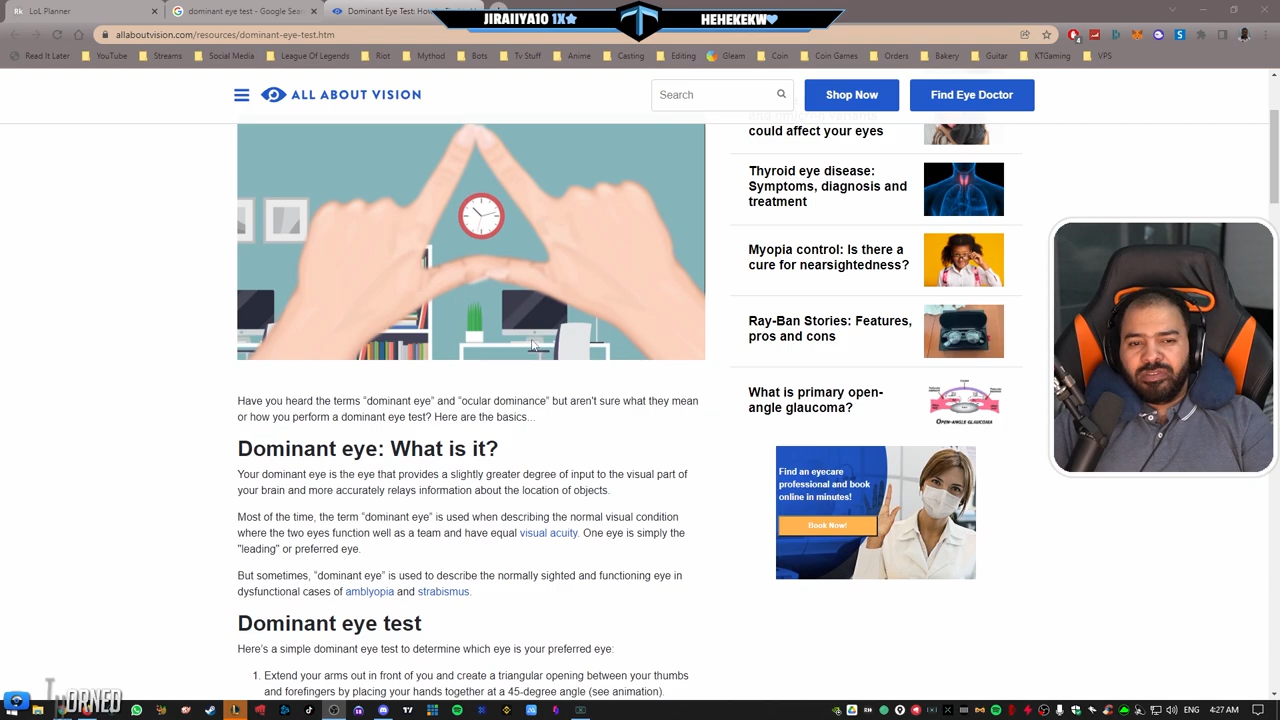 LoL Planner
dominant eye test - Google Sear
Dominant Eye Test: How
JIRAIIYA10 1X
HEHEKEKW
allaboutvision.com/resources/dominant-eye-test.htm
Read It Later YouTube Streams Social Media League Of Legends Riot Mythod Bots Tv Stuff Anime Casting Editing Gleam Coin Coin Games Orders Bakery Guitar KTGaming VPS
ALL ABOUT VISION
Search
Shop Now
Find Eye Doctor
and omicron variants
could affect your eyes
Thyroid eye disease:
Symptoms, diagnosis and
treatment
Myopia control: Is there a
cure for nearsightedness?
Ray-Ban Stories: Features,
pros and cons
What is primary open-
angle glaucoma?
OPEN-ANGLE GLAUCOMA
Find an eyecare
professional and book
online in minutes!
Book Now!
Have you heard the terms “dominant eye” and “ocular dominance” but aren't sure what they mean
or how you perform a dominant eye test? Here are the basics...
Dominant eye: What is it?
Your dominant eye is the eye that provides a slightly greater degree of input to the visual part of
your brain and more accurately relays information about the location of objects.
Most of the time, the term “dominant eye” is used when describing the normal visual condition
where the two eyes function well as a team and have equal visual acuity. One eye is simply the
"leading" or preferred eye.
But sometimes, “dominant eye” is used to describe the normally sighted and functioning eye in
dysfunctional cases of amblyopia and strabismus.
Dominant eye test
Here's a simple dominant eye test to determine which eye is your preferred eye:
1. Extend your arms out in front of you and create a triangular opening between your thumbs
and forefingers by placing your hands together at a 45-degree angle (see animation).
ENG 4:27 AM